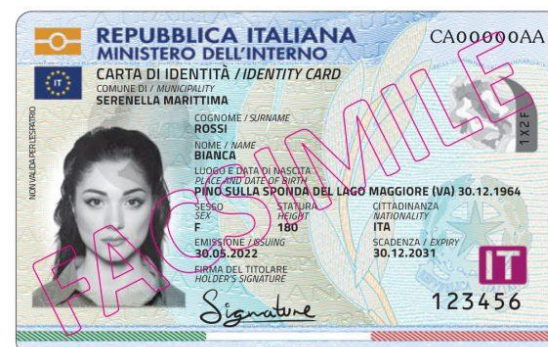 REPUBBLICA ITALIANA
MINISTERO DELL'INTERNO
CA00000AA
CARTA DI IDENTITÀ / IDENTITY CARD
COMUNE DI / MUNICIPALITY
SERENELLA MARITTIMA
IT
NON VALIDA PER L'ESPATRIO
COGNOME / SURNAME
ROSSI
NOME / NAME
BIANCA
LUOGO E DATA DI NASCITA
PLACE AND DATE OF BIRTH
PINO SULLA SPONDA DEL LAGO MAGGIORE (VA) 30.12.1964
SESSO STATURA CITTADINANZA
SEX HEIGHT NATIONALITY
F 180 ITA
EMISSIONE / ISSUING SCADENZA / EXPIRY
30.05.2022 30.12.2031
FIRMA DEL TITOLARE
HOLDER'S SIGNATURE
Signature
1X2F
IT
123456
FACSIMILE